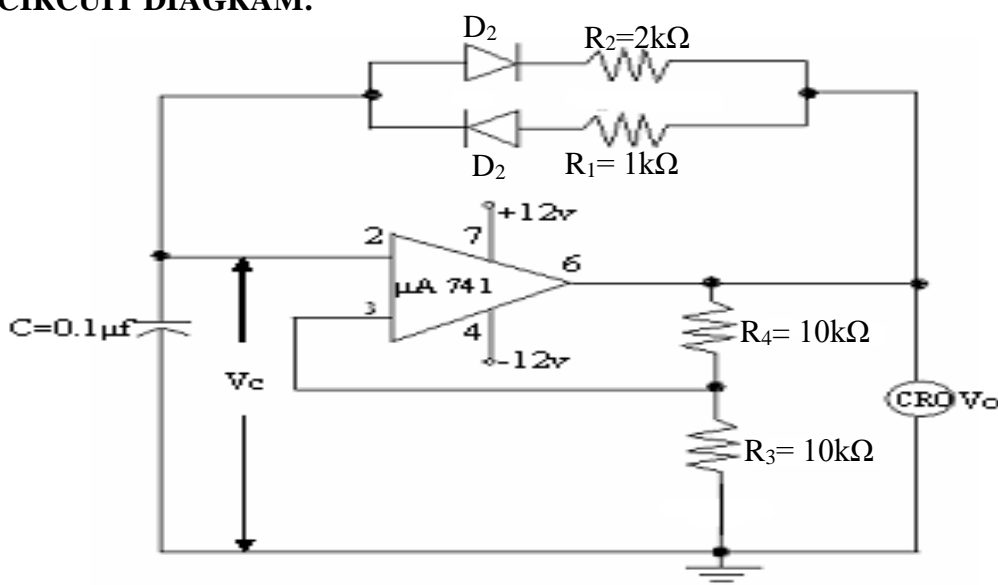 CIRCUIT DIAGRAM:
D₂
R₂=2kΩ
D₂
R₁= 1kΩ
+12v
2
7
6
μA 741
3
4
-12v
C=0.1μf
Vc
R₄= 10kΩ
CRO Vo
R₃= 10kΩ